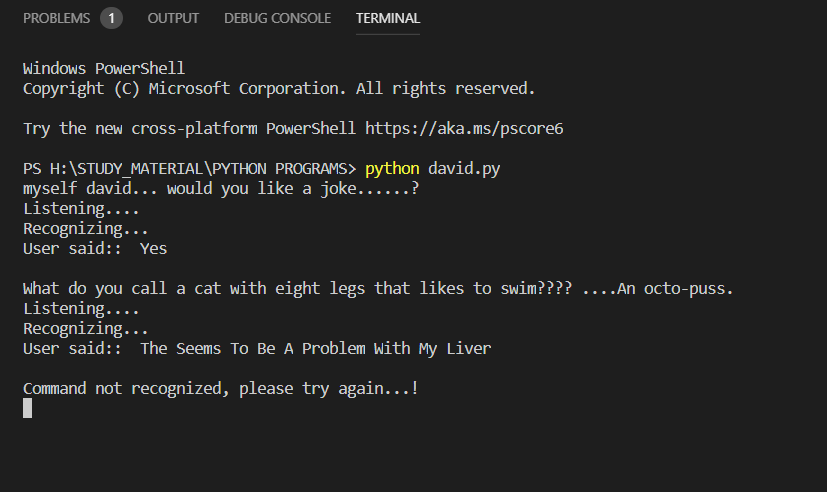 PROBLEMS 1 OUTPUT DEBUG CONSOLE TERMINAL
Windows PowerShell
Copyright (C) Microsoft Corporation. All rights reserved.
Try the new cross-platform PowerShell https://aka.ms/pscore6
PS H:\STUDY_MATERIAL\PYTHON PROGRAMS> python david.py
myself david... would you like a joke......?
Listening....
Recognizing...
User said::  Yes
What do you call a cat with eight legs that likes to swim???? ....An octo-puss.
Listening....
Recognizing...
User said::  The Seems To Be A Problem With My Liver
Command not recognized, please try again...!